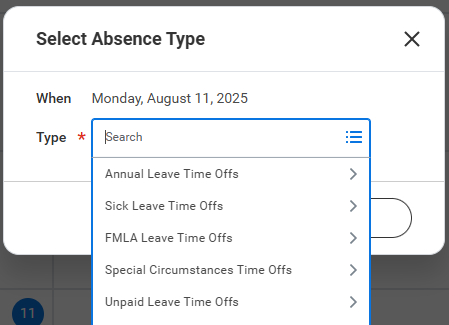 Select Absence Type
When Monday, August 11, 2025
Type * Search
Annual Leave Time Offs
Sick Leave Time Offs
FMLA Leave Time Offs
Special Circumstances Time Offs
Unpaid Leave Time Offs
11